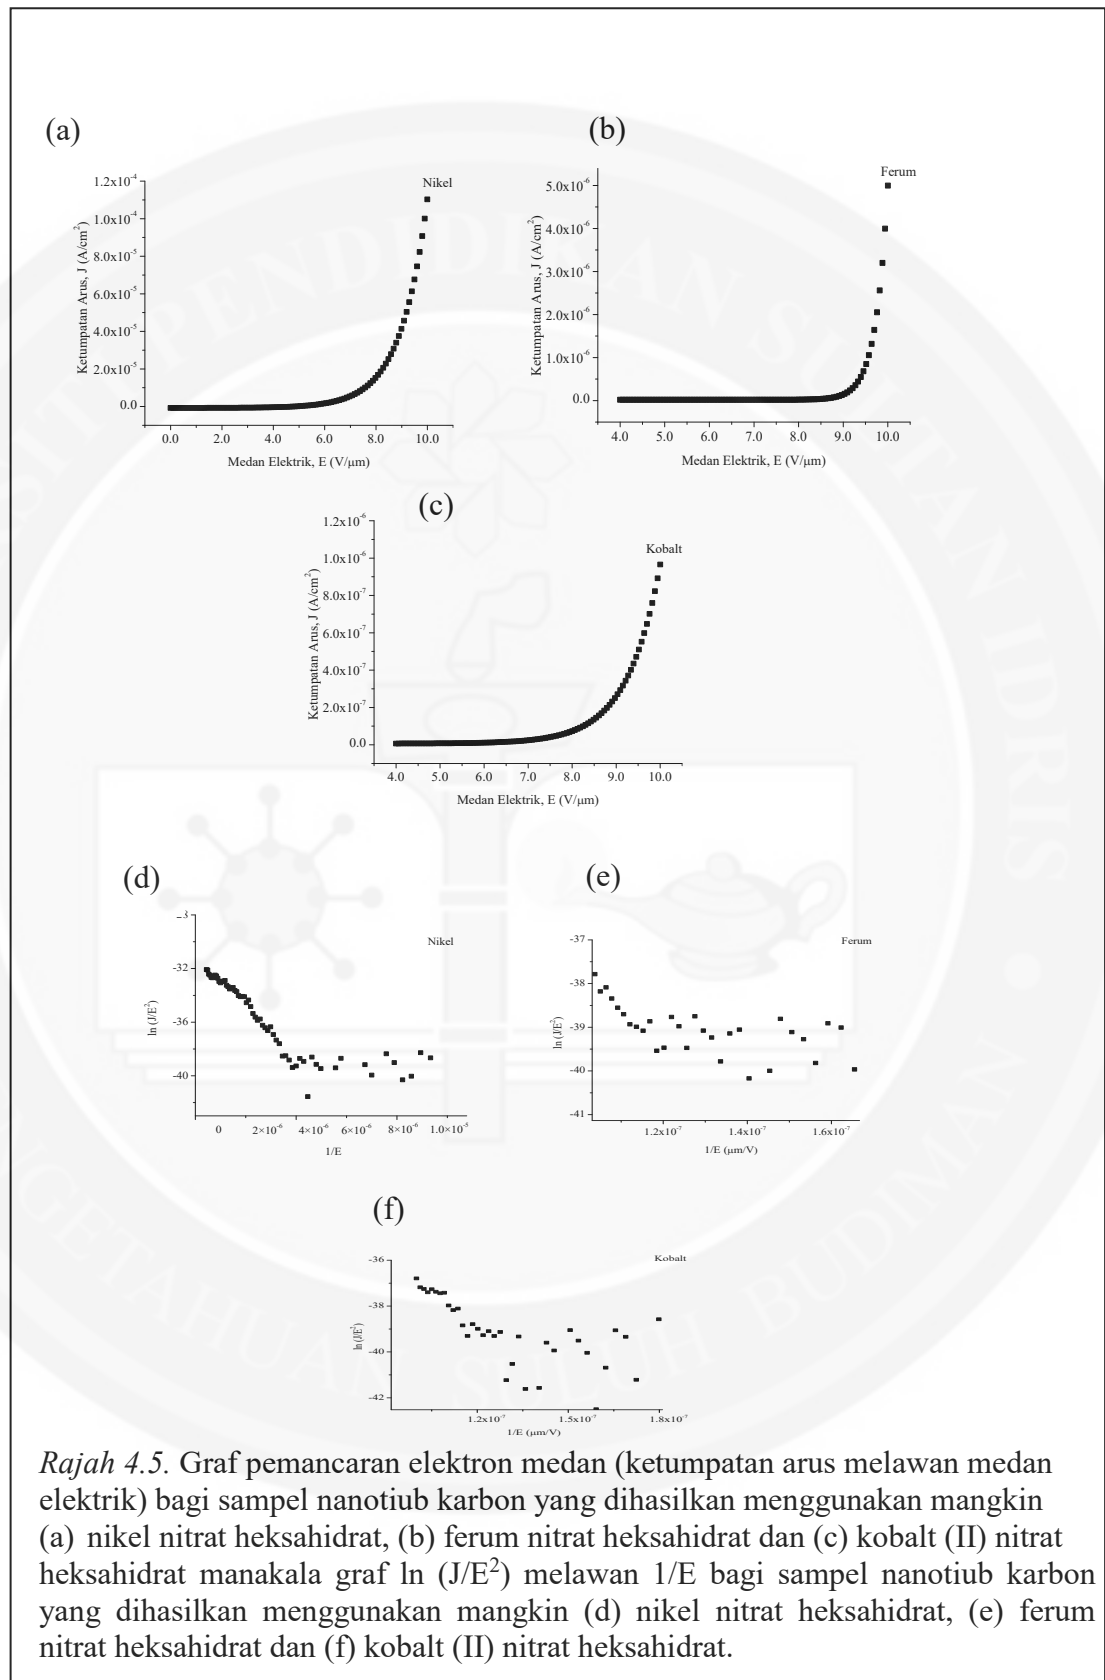 (a)
Nikel
1.2x10⁻⁴
1.0x10⁻⁴
8.0x10⁻⁵
6.0x10⁻⁵
4.0x10⁻⁵
2.0x10⁻⁵
0.0
Ketumpatan Arus, J (A/cm²)
0.0 2.0 4.0 6.0 8.0 10.0
Medan Elektrik, E (V/μm)
(b)
Ferum
5.0x10⁻⁶
4.0x10⁻⁶
3.0x10⁻⁶
2.0x10⁻⁶
1.0x10⁻⁶
0.0
Ketumpatan Arus, J (A/cm²)
4.0 5.0 6.0 7.0 8.0 9.0 10.0
Medan Elektrik, E (V/μm)
(c)
Kobalt
1.2x10⁻⁶
1.0x10⁻⁶
8.0x10⁻⁷
6.0x10⁻⁷
4.0x10⁻⁷
2.0x10⁻⁷
0.0
Ketumpatan Arus, J (A/cm²)
4.0 5.0 6.0 7.0 8.0 9.0 10.0
Medan Elektrik, E (V/μm)
(d)
Nikel
-32
-36
-40
ln (J/E²)
0 2×10⁻⁶ 4×10⁻⁶ 6×10⁻⁶ 8×10⁻⁶ 1.0×10⁻⁵
1/E
(e)
Ferum
-37
-38
-39
-40
-41
ln (J/E²)
1.2x10⁻⁷ 1.4x10⁻⁷ 1.6x10⁻⁷
1/E (μm/V)
(f)
Kobalt
-36
-38
-40
-42
ln (J/E²)
1.2x10⁻⁷ 1.5x10⁻⁷ 1.8x10⁻⁷
1/E (μm/V)
Rajah 4.5. Graf pemancaran elektron medan (ketumpatan arus melawan medan
elektrik) bagi sampel nanotiub karbon yang dihasilkan menggunakan mangkin
(a) nikel nitrat heksahidrat, (b) ferum nitrat heksahidrat dan (c) kobalt (II) nitrat
heksahidrat manakala graf ln (J/E²) melawan 1/E bagi sampel nanotiub karbon
yang dihasilkan menggunakan mangkin (d) nikel nitrat heksahidrat, (e) ferum
nitrat heksahidrat dan (f) kobalt (II) nitrat heksahidrat.